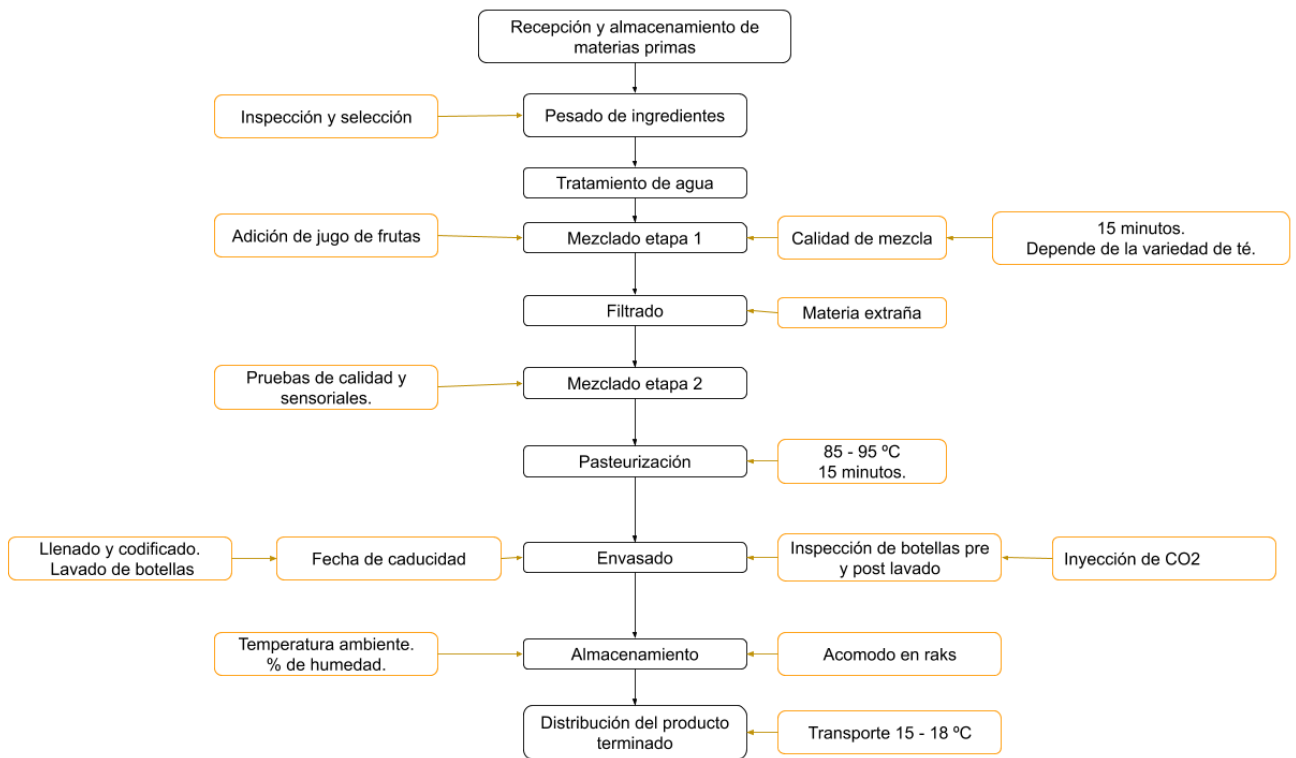 Recepción y almacenamiento de
materias primas
Inspección y selección
Pesado de ingredientes
Tratamiento de agua
Adición de jugo de frutas
Mezclado etapa 1
Calidad de mezcla
15 minutos.
Depende de la variedad de té.
Filtrado
Materia extraña
Pruebas de calidad y
sensoriales.
Mezclado etapa 2
Pasteurización
85 - 95 ºC
15 minutos.
Llenado y codificado.
Lavado de botellas
Fecha de caducidad
Envasado
Inspección de botellas pre
y post lavado
Inyección de CO2
Temperatura ambiente.
% de humedad.
Almacenamiento
Acomodo en raks
Distribución del producto
terminado
Transporte 15 - 18 ºC